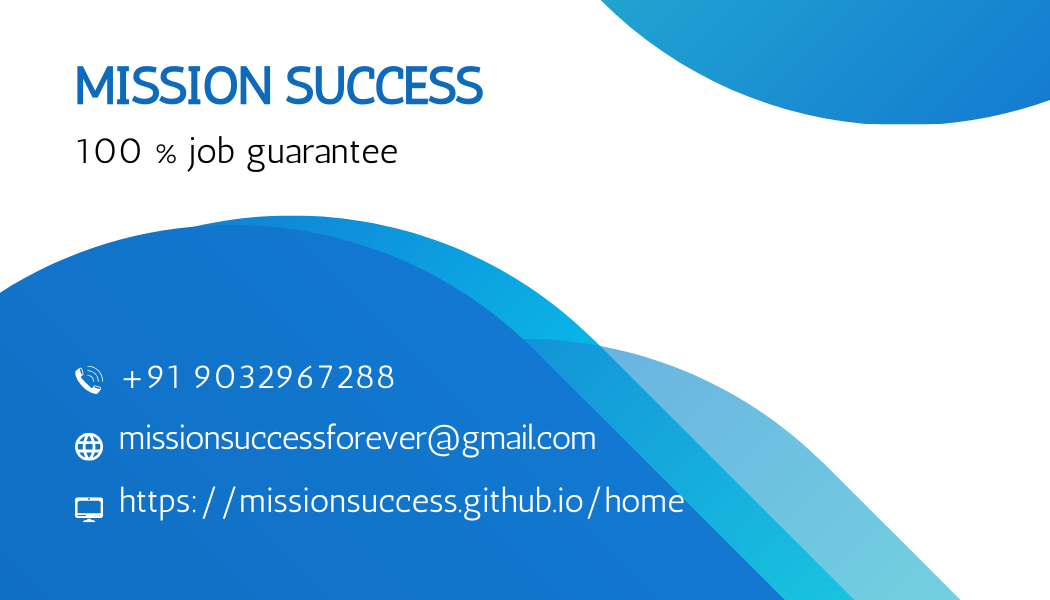 MISSION SUCCESS
100 % job guarantee
+91 9032967288
missionsuccessforever@gmail.com
https://missionsuccess.github.io/home